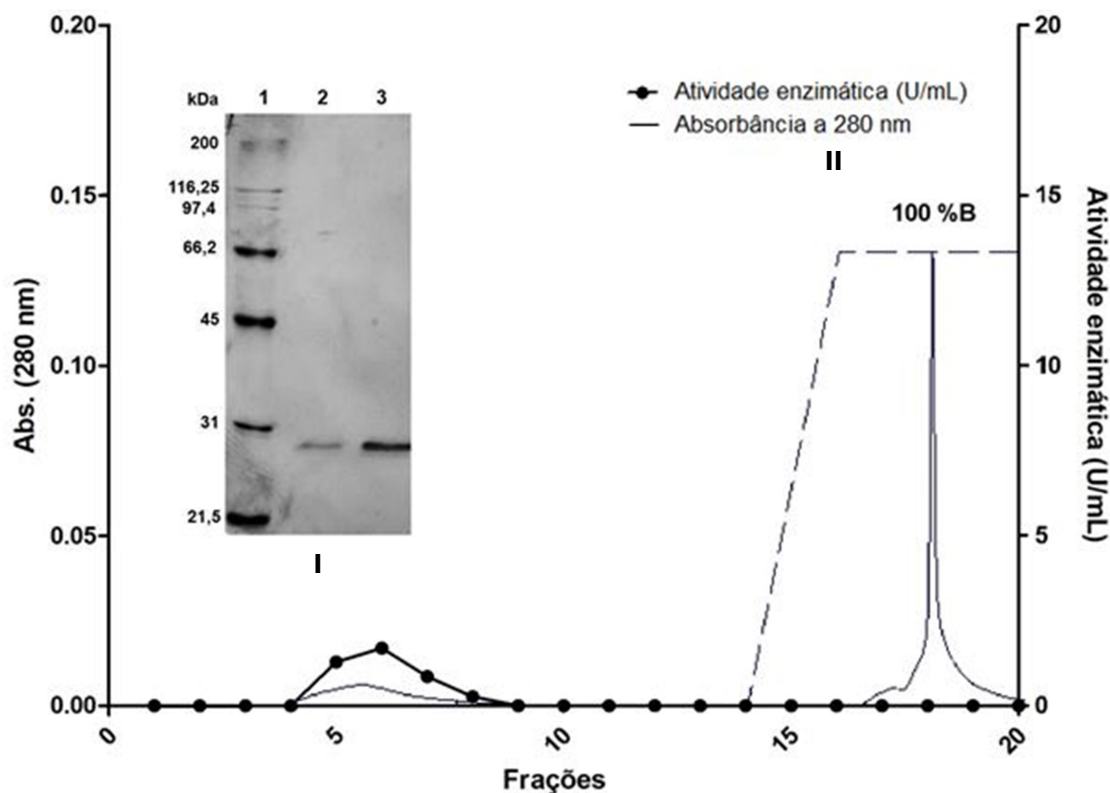 0.20
0.15
0.10
0.05
0.00
Abs. (280 nm)
kDa 1 2 3
200
116,25
97,4
66,2
45
31
21,5
I
Atividade enzimática (U/mL)
Absorbância a 280 nm
II
100 %B
20
15
10
5
0
Atividade enzimática (U/mL)
0 5 10 15 20
Frações